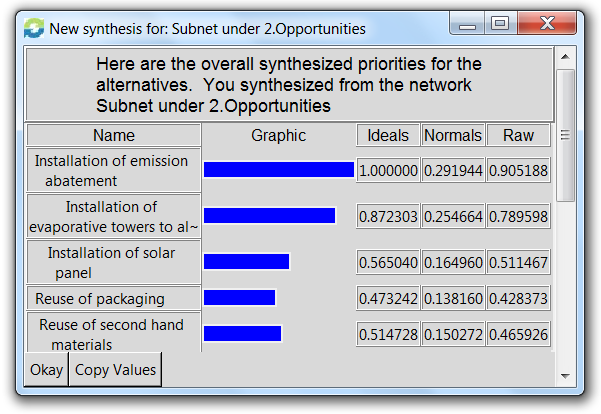 New synthesis for: Subnet under 2.Opportunities
Here are the overall synthesized priorities for the
alternatives. You synthesized from the network
Subnet under 2.Opportunities
Name Graphic Ideals Normals Raw
Installation of emission
abatement 1.000000 0.291944 0.905188
Installation of
evaporative towers to al~ 0.872303 0.254664 0.789598
Installation of solar
panel 0.565040 0.164960 0.511467
Reuse of packaging 0.473242 0.138160 0.428373
Reuse of second hand
materials 0.514728 0.150272 0.465926
Okay Copy Values